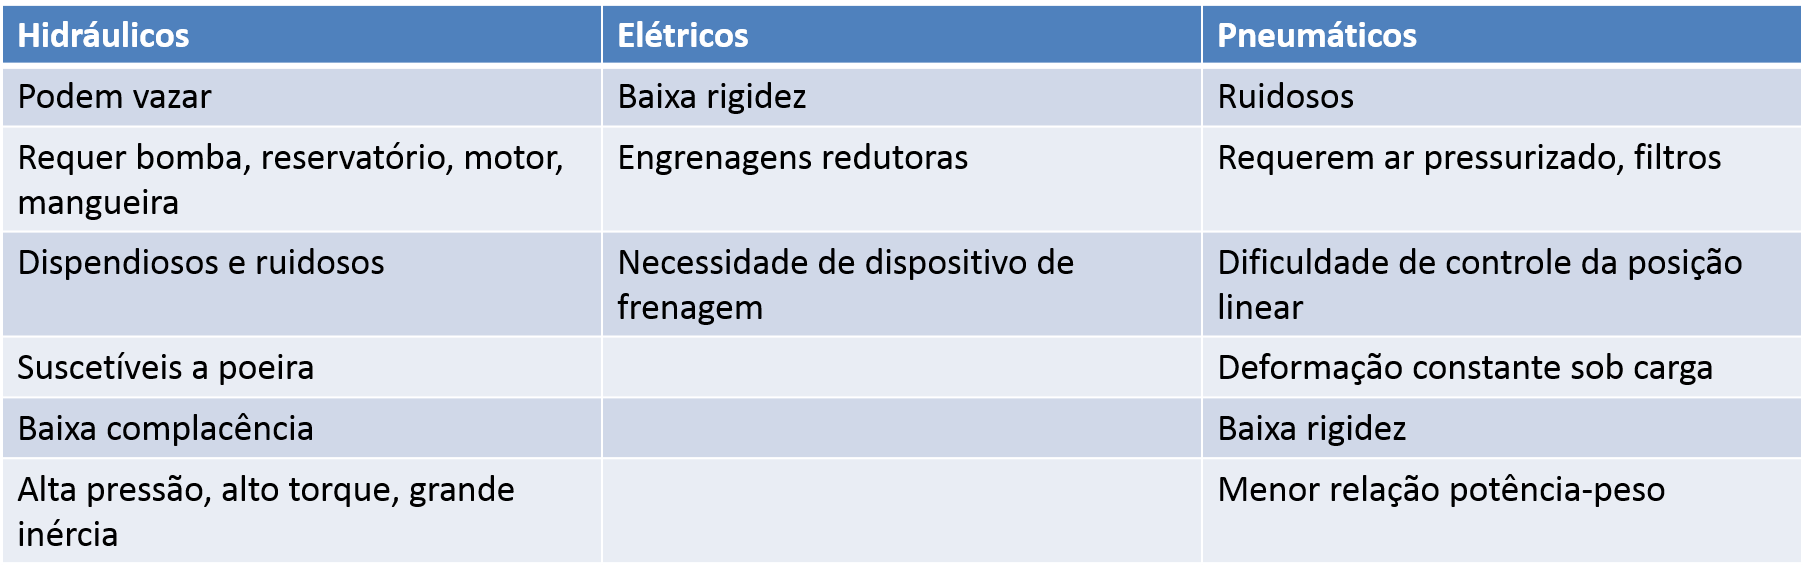 Hidráulicos
Elétricos
Pneumáticos
Podem vazar
Baixa rigidez
Ruidosos
Requer bomba, reservatório, motor,
mangueira
Engrenagens redutoras
Requerem ar pressurizado, filtros
Dispendiosos e ruidosos
Necessidade de dispositivo de
frenagem
Dificuldade de controle da posição
linear
Suscetíveis a poeira
Deformação constante sob carga
Baixa complacência
Baixa rigidez
Alta pressão, alto torque, grande
inércia
Menor relação potência-peso